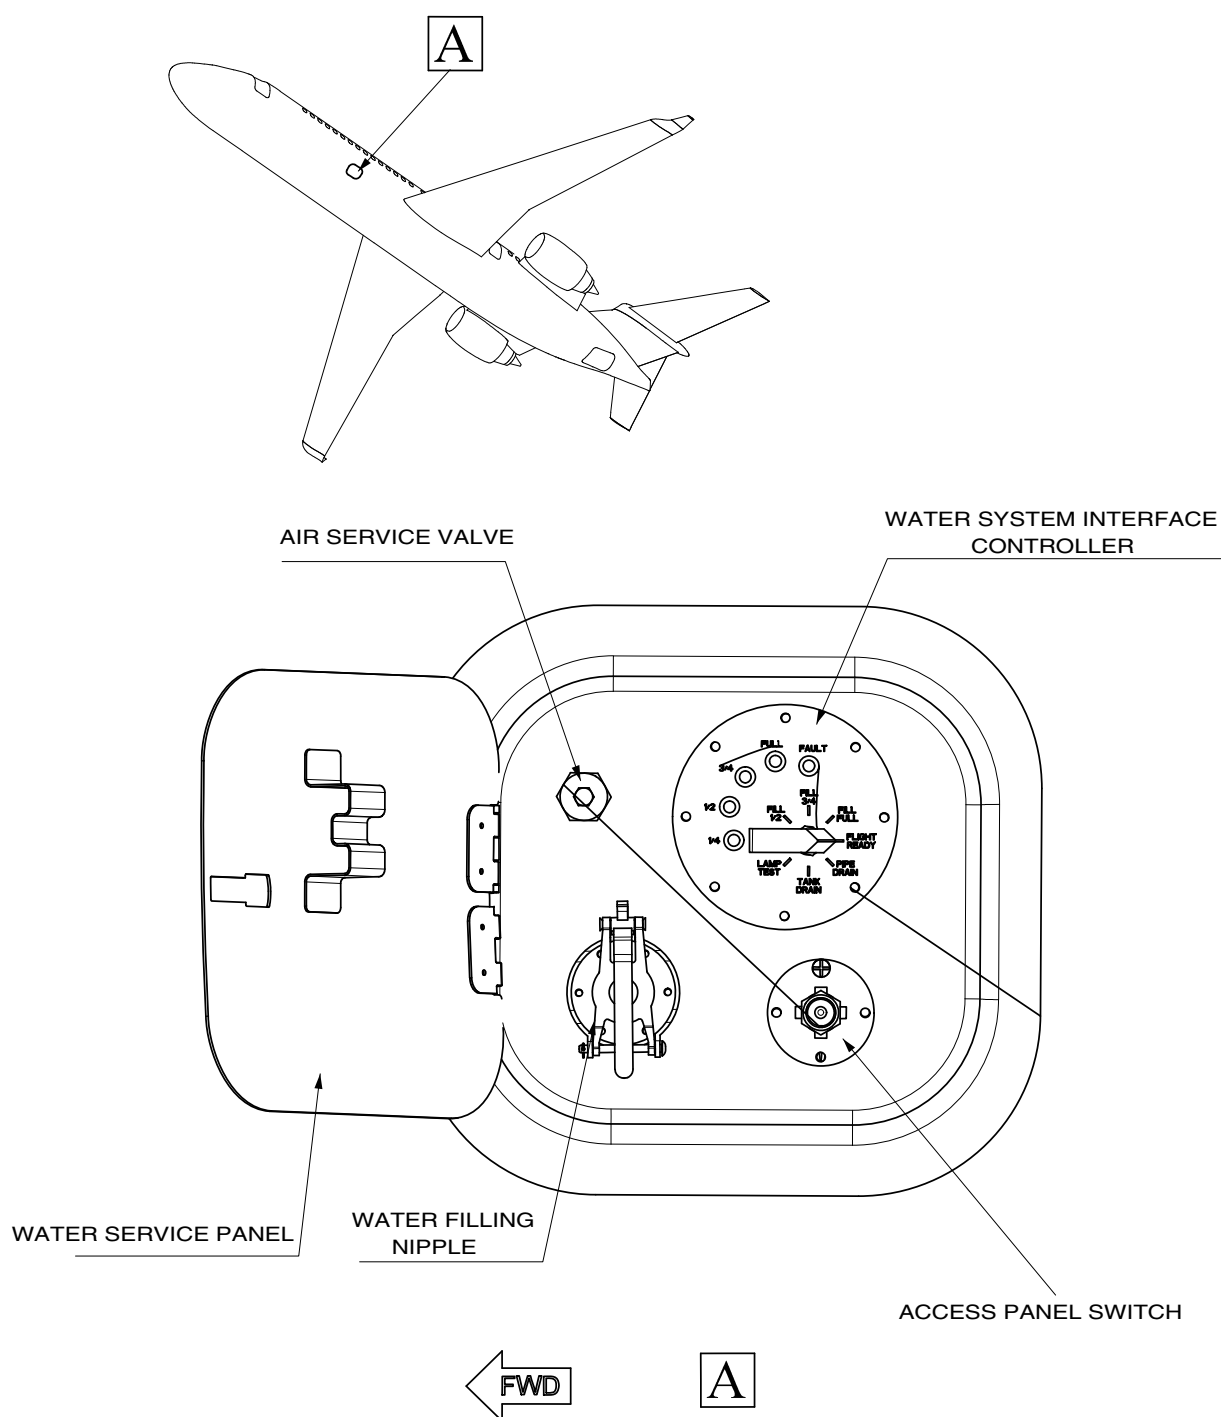 A
AIR SERVICE VALVE
WATER SYSTEM INTERFACE
CONTROLLER
FULL
FAULT
3/4
1/2
1/4
FILL
3/4
FILL
1/2
FILL
FULL
FLIGHT
READY
LAMP
TEST
TANK
DRAIN
PIPE
DRAIN
WATER SERVICE PANEL
WATER FILLING
NIPPLE
ACCESS PANEL SWITCH
FWD
A